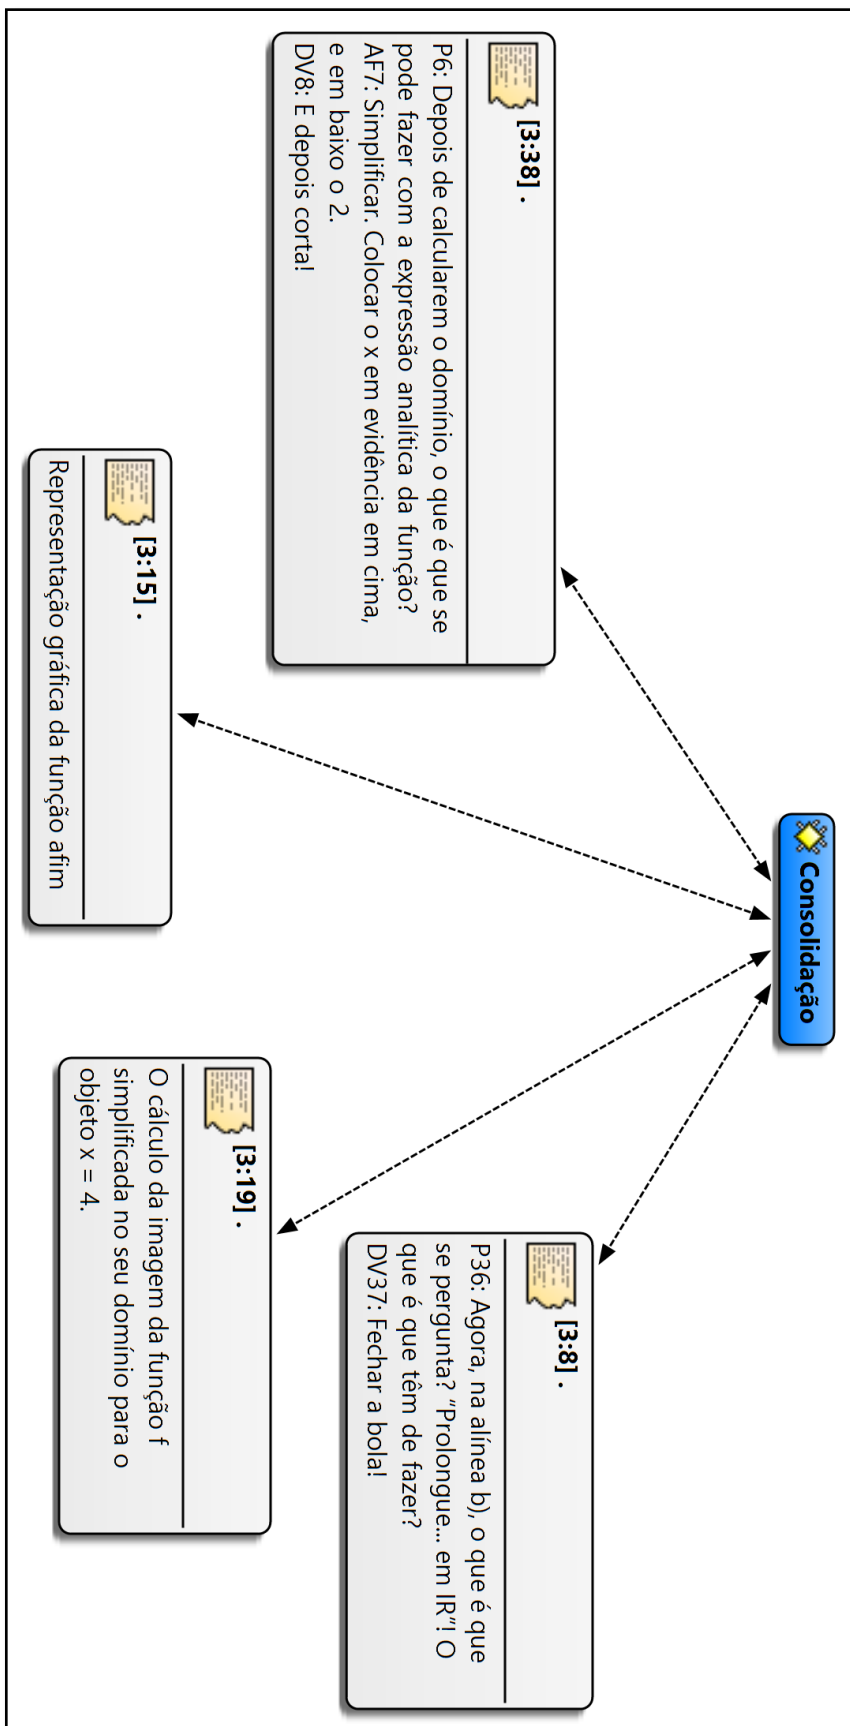 Consolidação
[3:38] .
P6: Depois de calcularem o domínio, o que é que se
pode fazer com a expressão analítica da função?
AF7: Simplificar. Colocar o x em evidência em cima,
e em baixo o 2.
DV8: E depois corta!
[3:15] .
Representação gráfica da função afim
[3:19] .
O cálculo da imagem da função f
simplificada no seu domínio para o
objeto x = 4.
[3:8] .
P36: Agora, na alínea b), o que é que
se pergunta? "Prolongue... em IR"! O
que é que têm de fazer?
DV37: Fechar a bola!